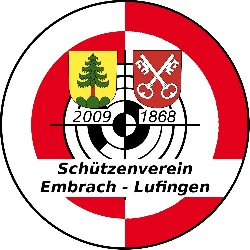 2009 1868
Schützenverein
Embrach - Lufingen